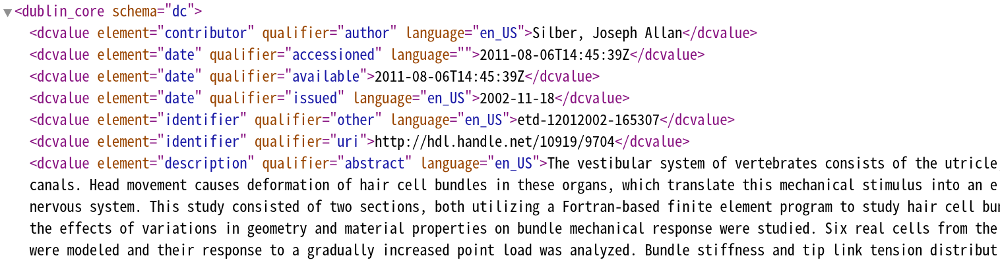 ▼<dublin_core schema="dc">
<dcvalue element="contributor" qualifier="author" language="en_US">Silber, Joseph Allan</dcvalue>
<dcvalue element="date" qualifier="accessioned" language="">2011-08-06T14:45:39Z</dcvalue>
<dcvalue element="date" qualifier="available">2011-08-06T14:45:39Z</dcvalue>
<dcvalue element="date" qualifier="issued" language="en_US">2002-11-18</dcvalue>
<dcvalue element="identifier" qualifier="other" language="en_US">etd-12012002-165307</dcvalue>
<dcvalue element="identifier" qualifier="uri">http://hdl.handle.net/10919/9704</dcvalue>
<dcvalue element="description" qualifier="abstract" language="en_US">The vestibular system of vertebrates consists of the utricle
canals. Head movement causes deformation of hair cell bundles in these organs, which translate this mechanical stimulus into an e
nervous system. This study consisted of two sections, both utilizing a Fortran-based finite element program to study hair cell
the effects of variations in geometry and material properties on bundle mechanical response were studied. Six real cells from the
were modeled and their response to a gradually increased point load was analyzed. Bundle stiffness and tip link tension distribut